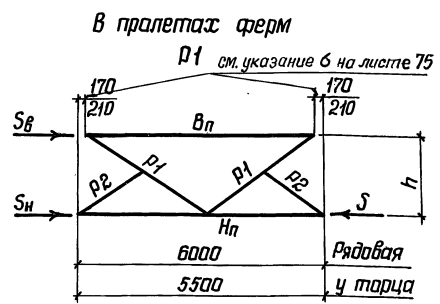 В пролетах ферм
Р1 см. указание 6 на листе 75
170
210
170
210
Sв
Вп
Р1
Р1
Р2
Р2
h
Sн
S
Нп
6000 Рядовая
5500 у торца